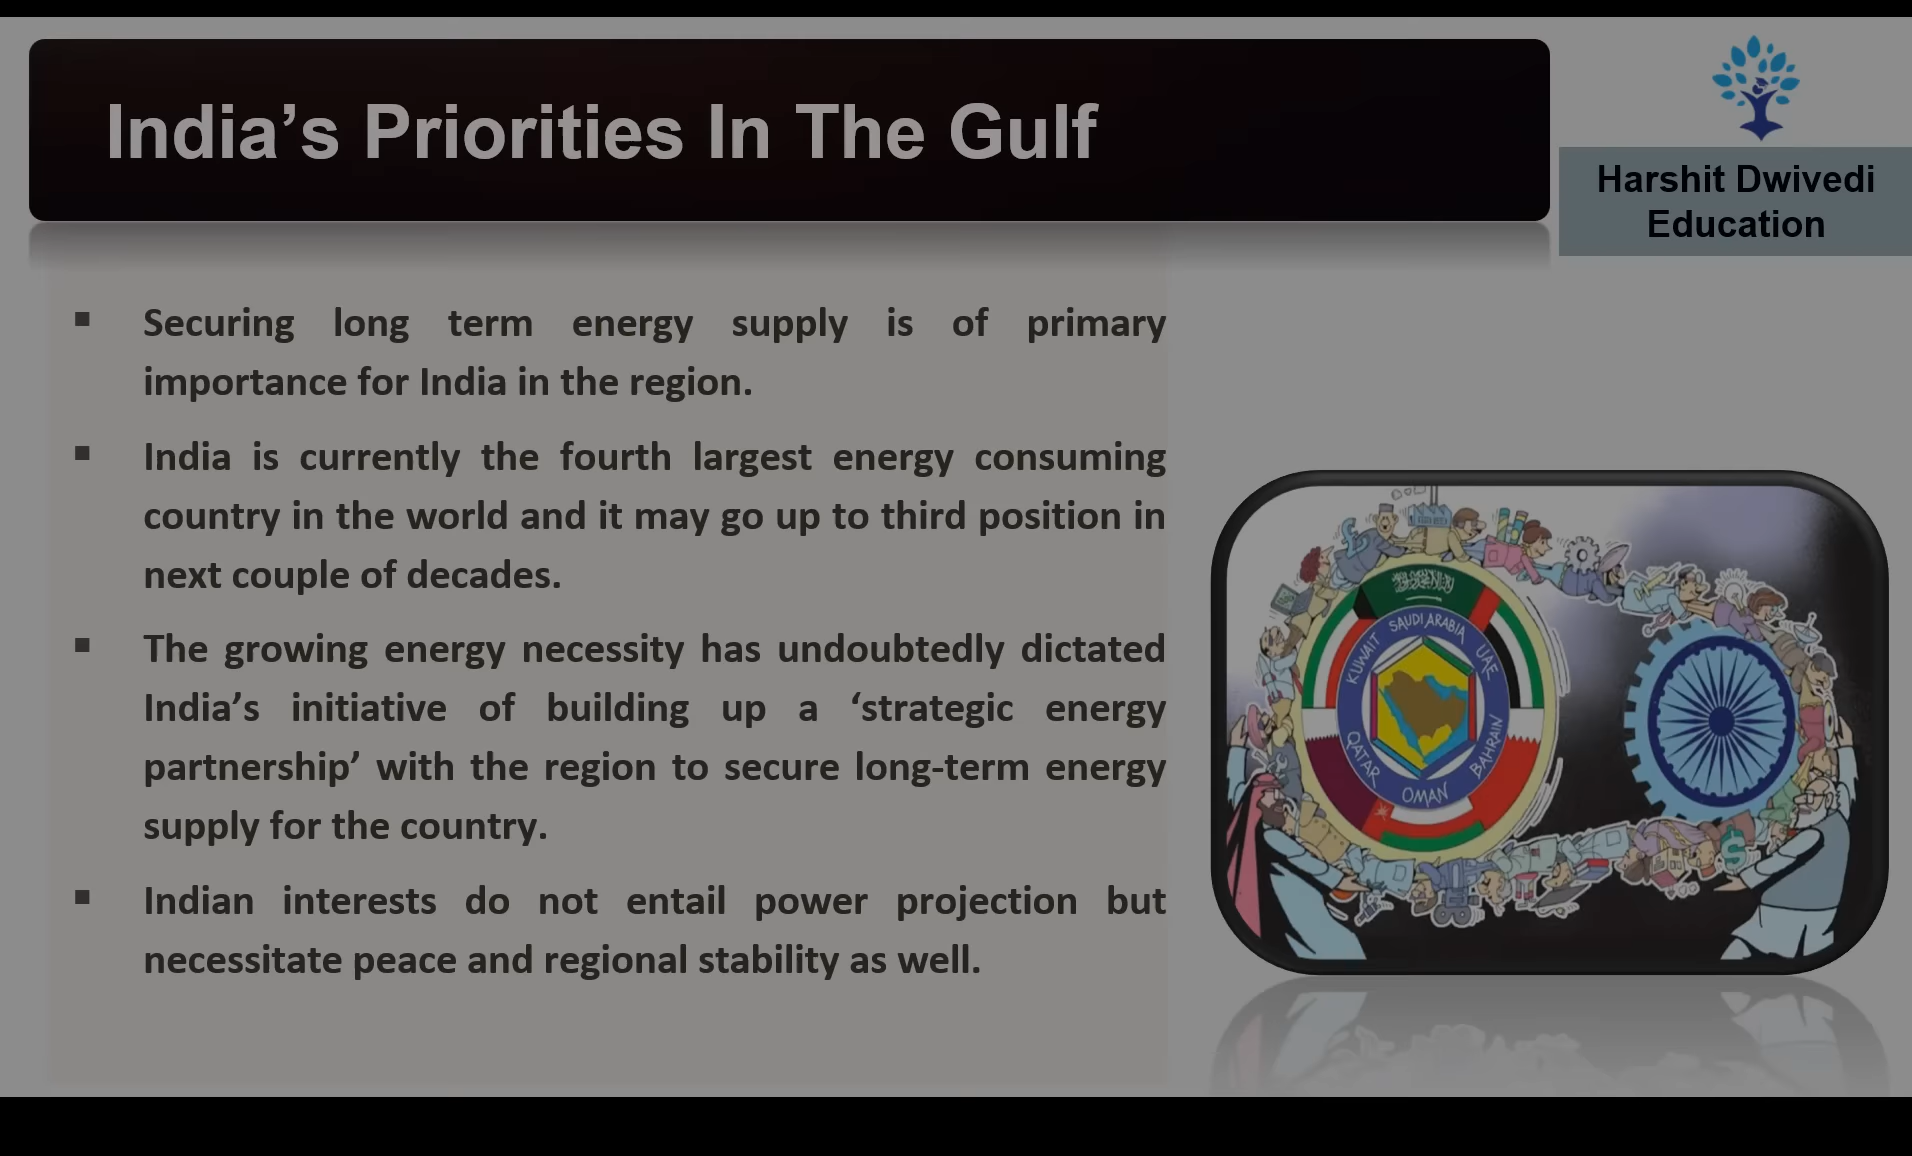 India’s Priorities In The Gulf
Harshit Dwivedi
Education
▪ Securing long term energy supply is of primary
importance for India in the region.
▪ India is currently the fourth largest energy consuming
country in the world and it may go up to third position in
next couple of decades.
▪ The growing energy necessity has undoubtedly dictated
India’s initiative of building up a ‘strategic energy
partnership’ with the region to secure long-term energy
supply for the country.
▪ Indian interests do not entail power projection but
necessitate peace and regional stability as well.
SAUDI ARABIA
KUWAIT
UAE
QATAR
BAHRAIN
OMAN